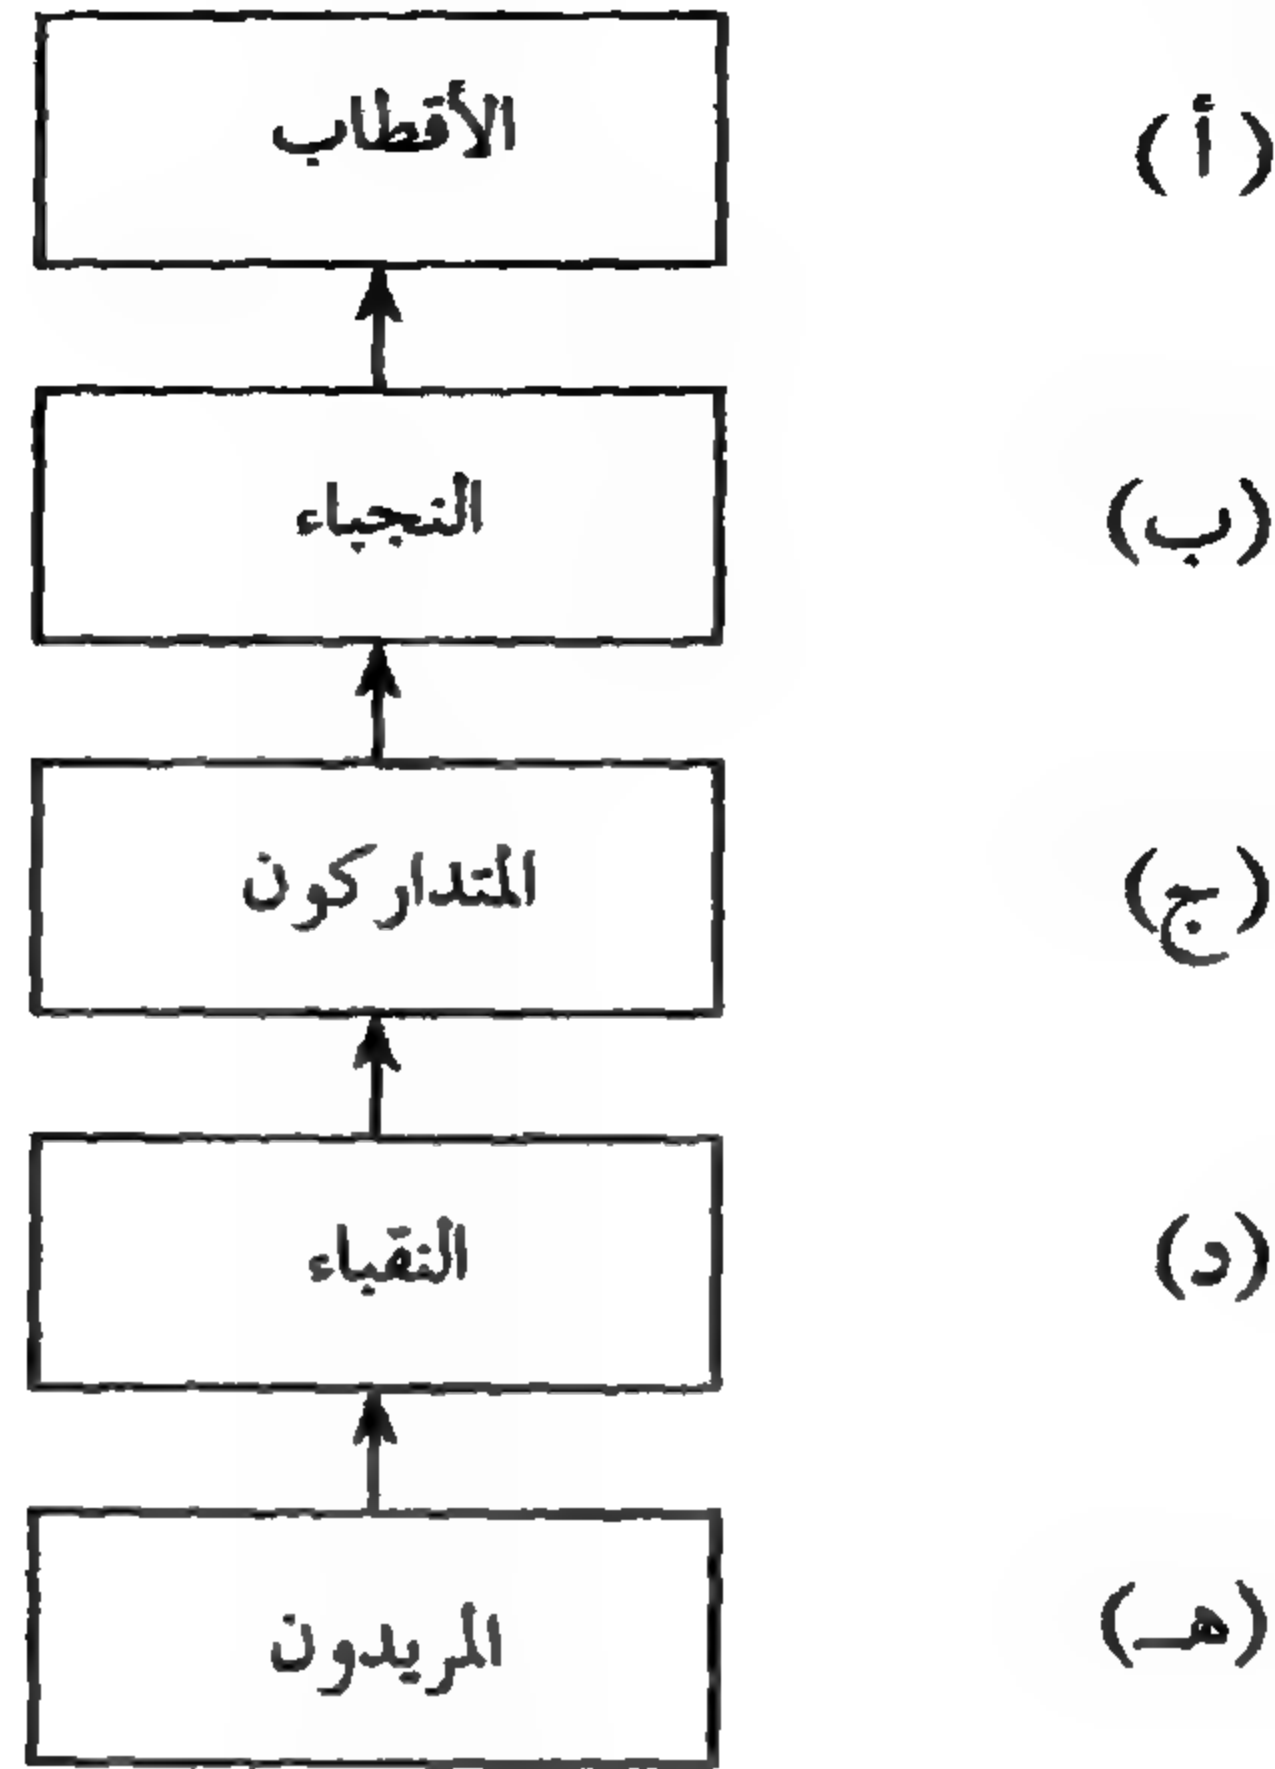 (أ) الأقطاب
(ب) النجباء
(ج) المتداركون
(د) النقباء
(هـ) المريدون